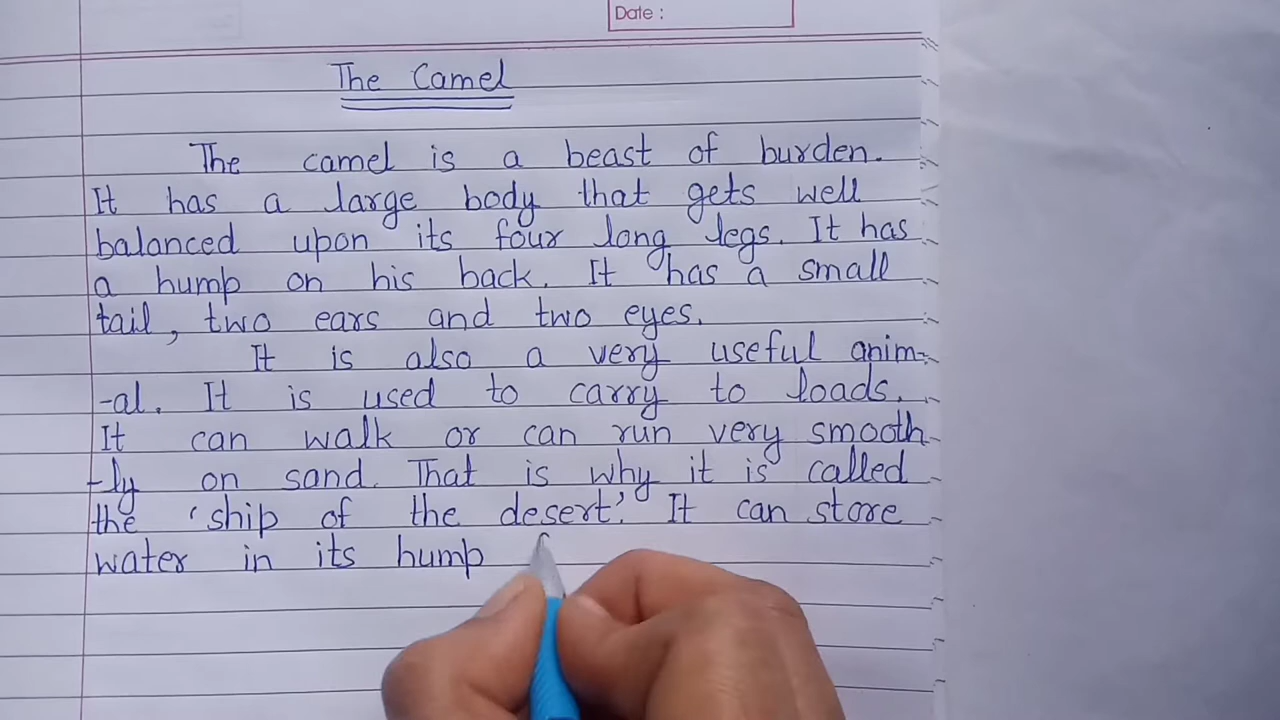 Date :
The Camel
The camel is a beast of burden.
It has a large body that gets well
balanced upon its four long legs. It has
a hump on his back. It has a small
tail, two ears and two eyes.
It is also a very useful anim-
-al. It is used to carry to loads.
It can walk or can run very smooth
-ly on sand. That is why it is called
the 'ship of the desert'. It can store
water in its hump